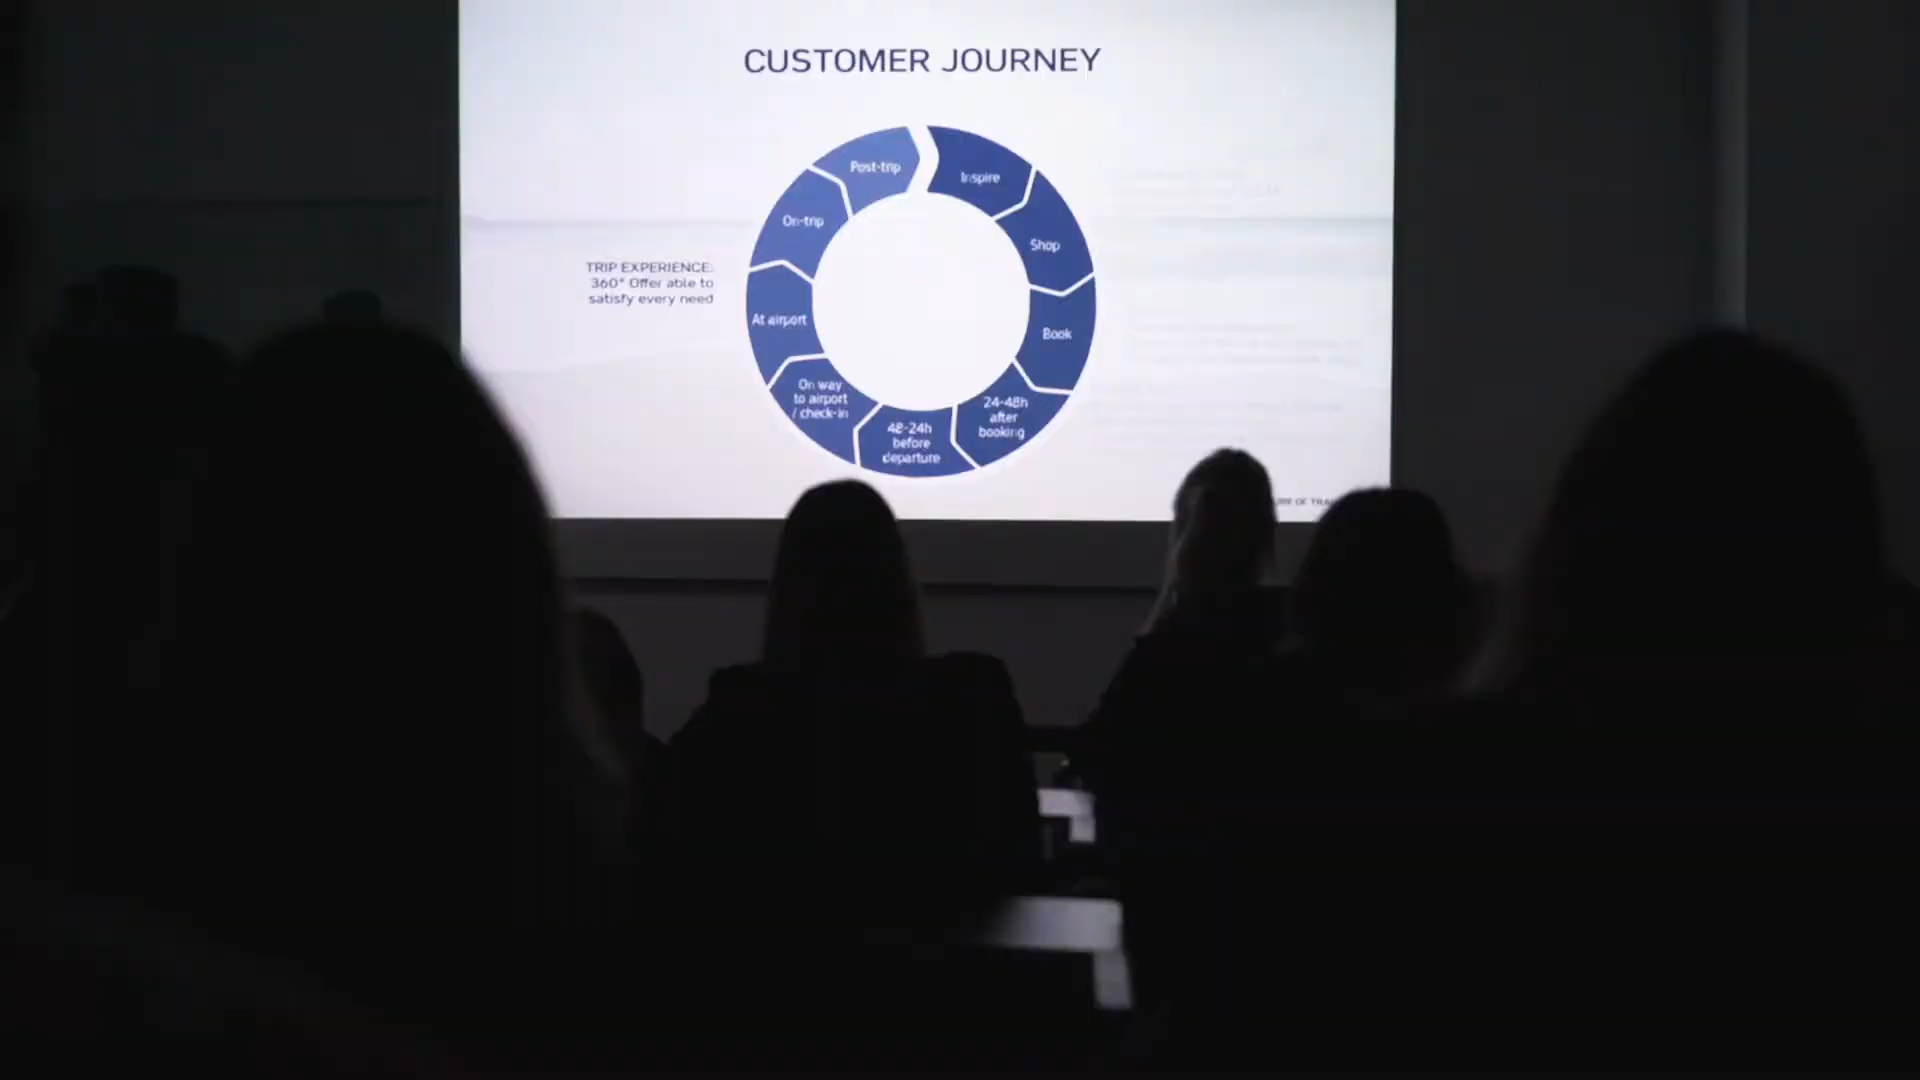 CUSTOMER JOURNEY
Inspire
Shop
Book
24-48h
after
booking
48-24h
before
departure
On way
to airport
/ check-in
At airport
On-trip
Post-trip
TRIP EXPERIENCE:
360° Offer able to
satisfy every need